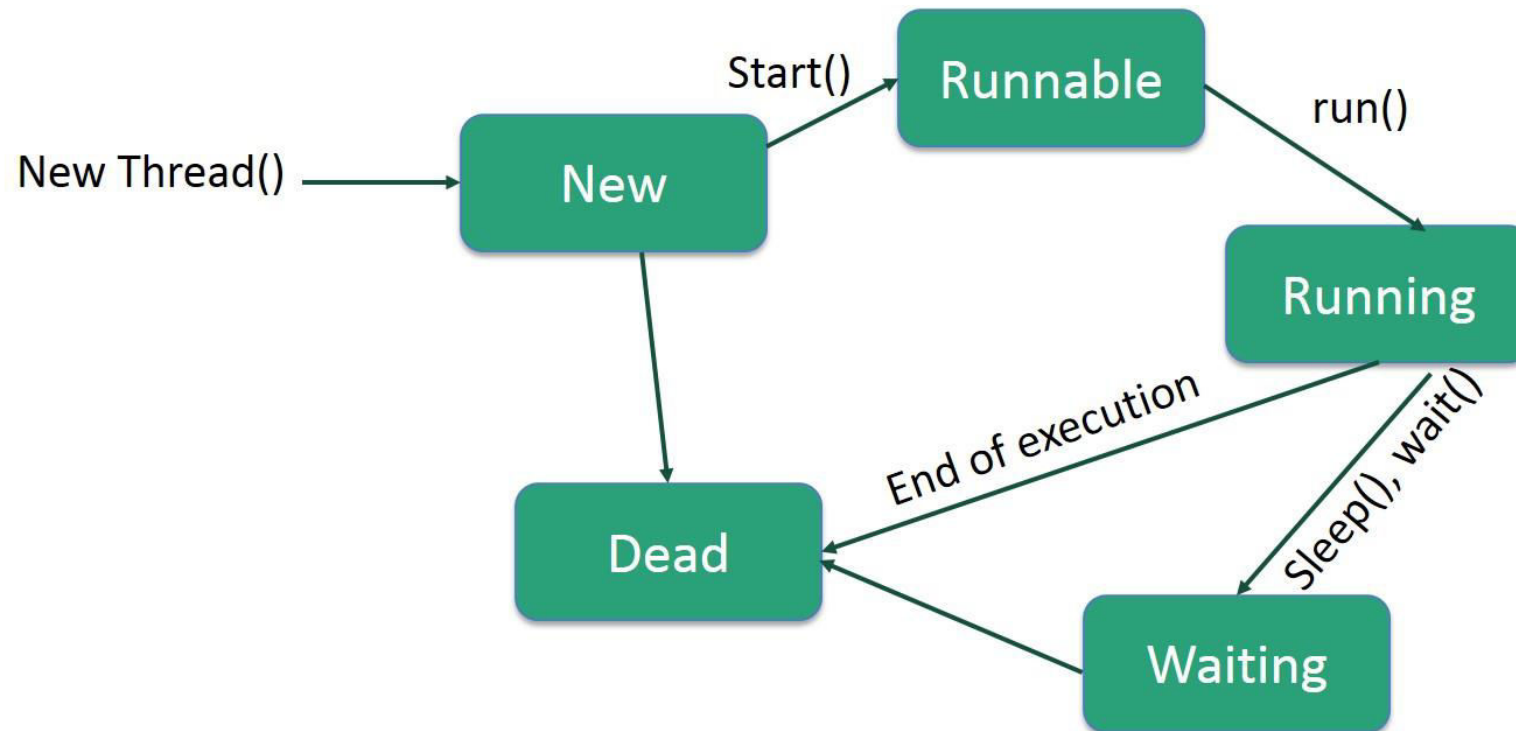 Start()
Runnable
run()
New Thread()
New
Running
End of execution
Sleep(), wait()
Dead
Waiting